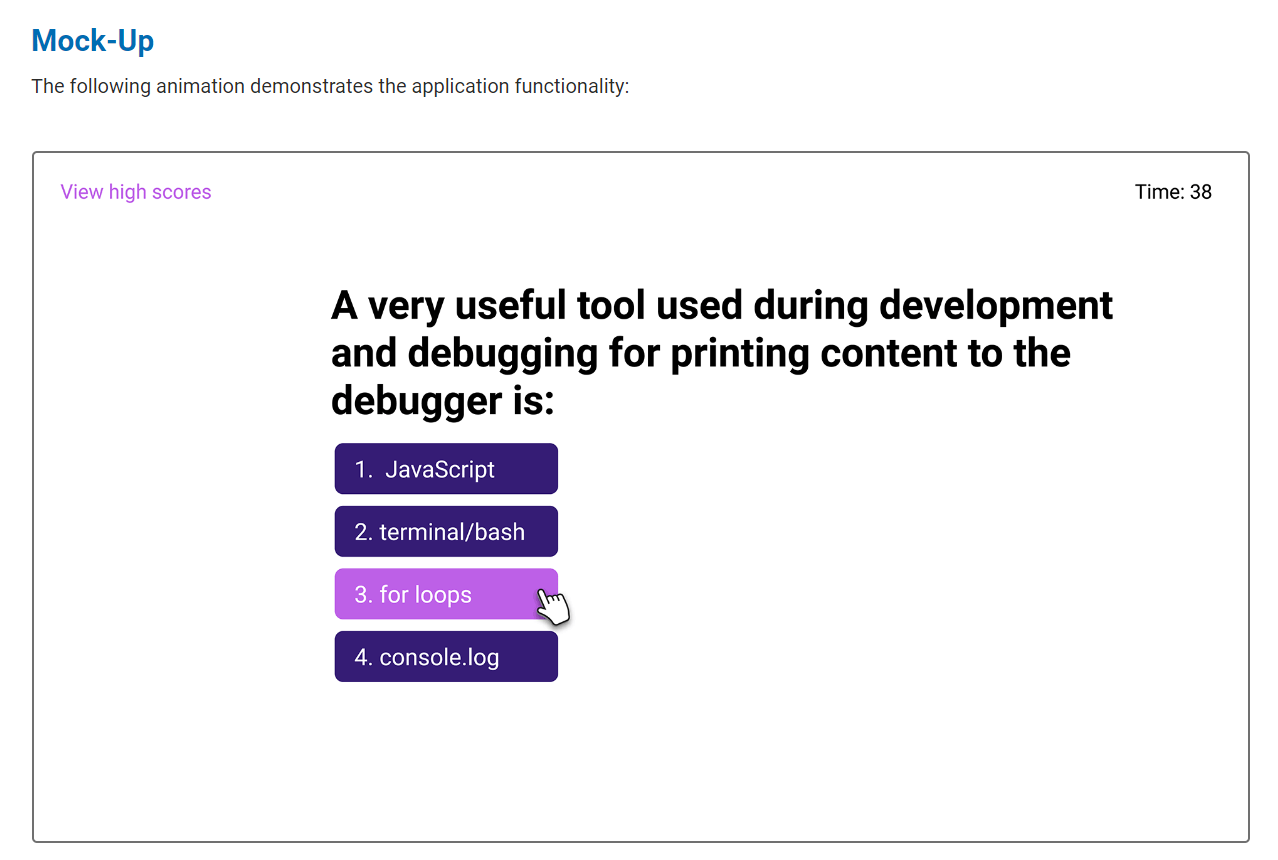 Mock-Up
The following animation demonstrates the application functionality:
View high scores
Time: 38
A very useful tool used during development
and debugging for printing content to the
debugger is:
1. JavaScript
2. terminal/bash
3. for loops
4. console.log